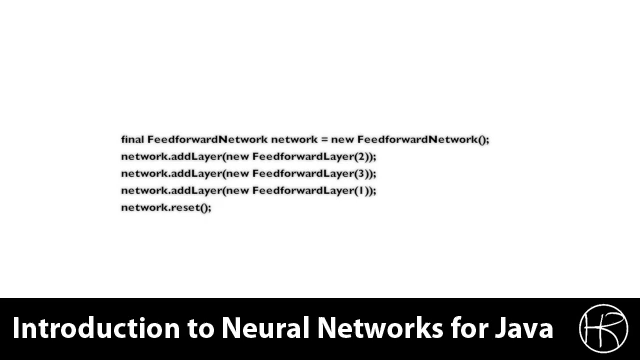 final FeedforwardNetwork network = new FeedforwardNetwork();
network.addLayer(new FeedforwardLayer(2));
network.addLayer(new FeedforwardLayer(3));
network.addLayer(new FeedforwardLayer(1));
network.reset();
Introduction to Neural Networks for Java
HR